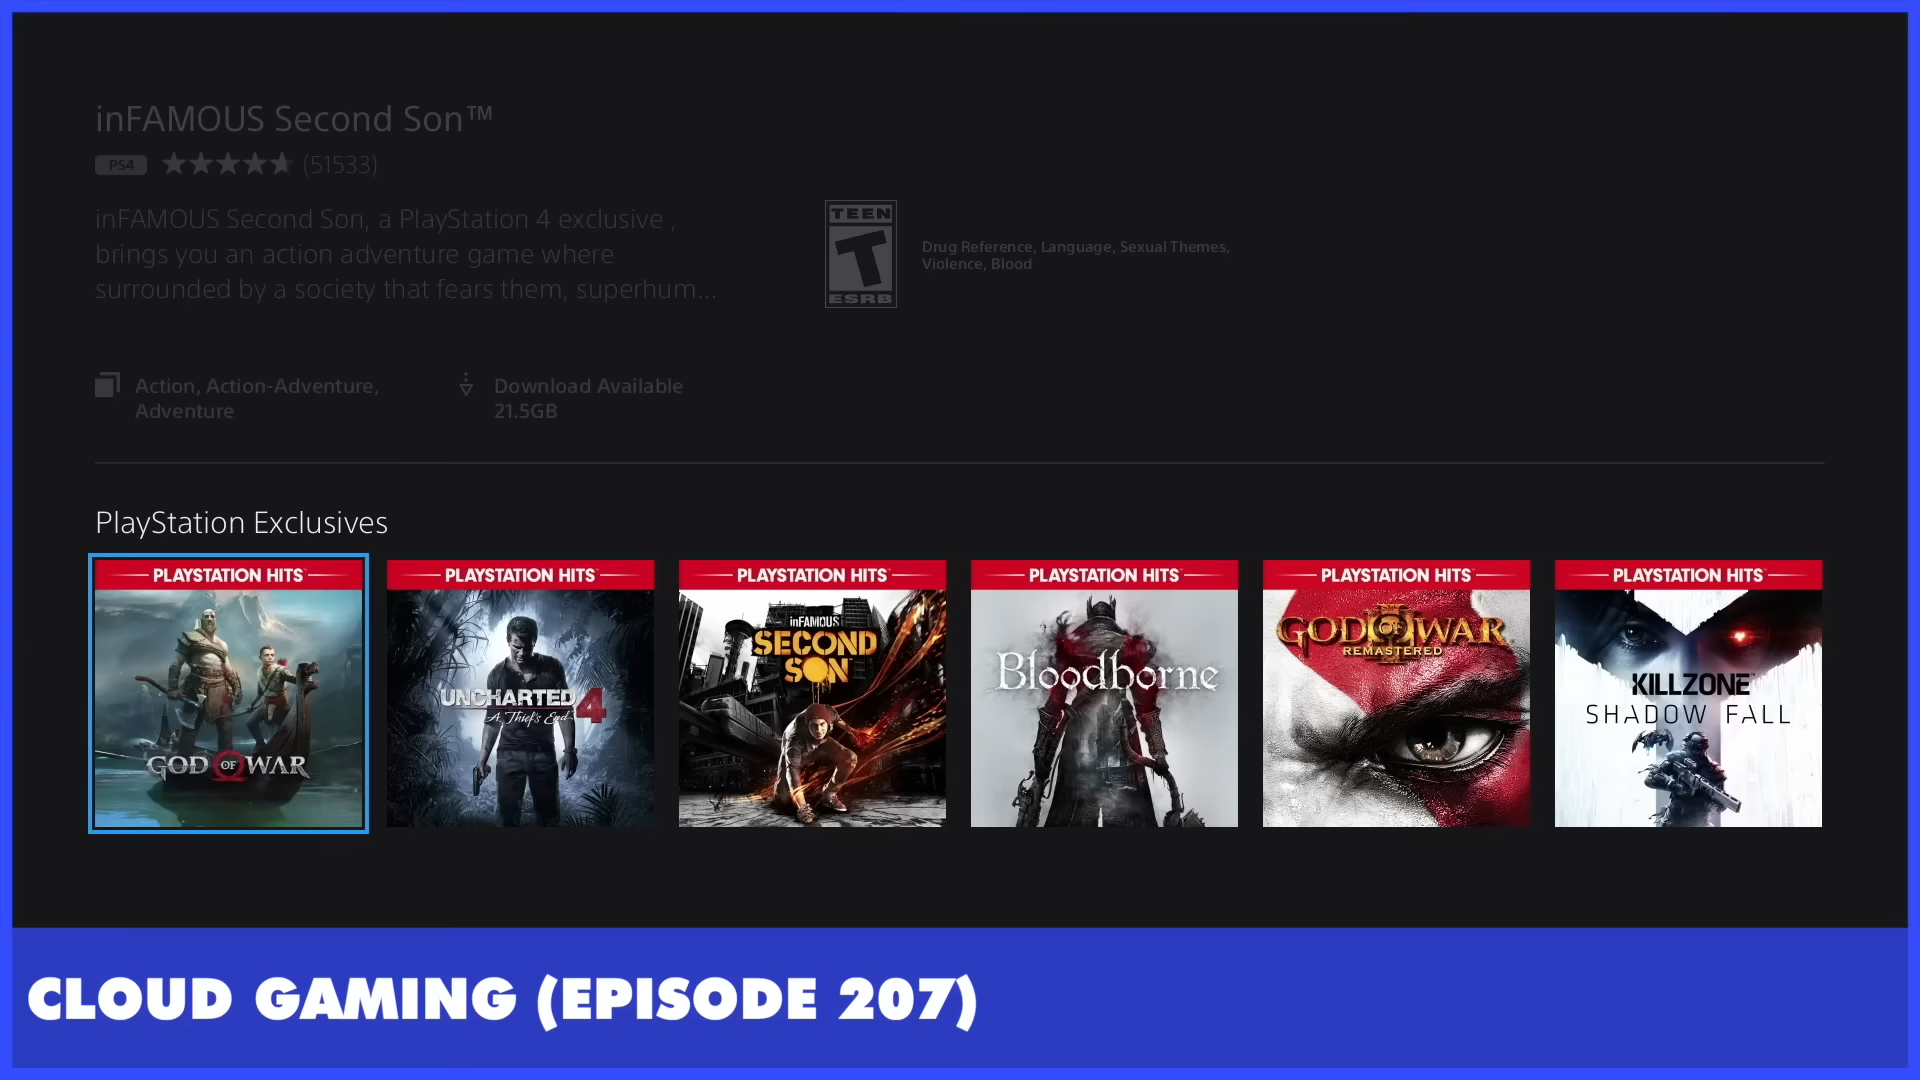 inFAMOUS Second Son™
PS4 (51533)
inFAMOUS Second Son, a PlayStation 4 exclusive ,
brings you an action adventure game where
surrounded by a society that fears them, superhum...
TEEN
T
ESRB
Drug Reference, Language, Sexual Themes,
Violence, Blood
Action, Action-Adventure,
Adventure
Download Available
21.5GB
PlayStation Exclusives
PLAYSTATION HITS
GOD OF WAR
PLAYSTATION HITS
UNCHARTED 4
A Thief's End
PLAYSTATION HITS
inFAMOUS
SECOND
SON
PLAYSTATION HITS
Bloodborne
PLAYSTATION HITS
GOD OF WAR III
REMASTERED
PLAYSTATION HITS
KILLZONE
SHADOW FALL
CLOUD GAMING (EPISODE 207)